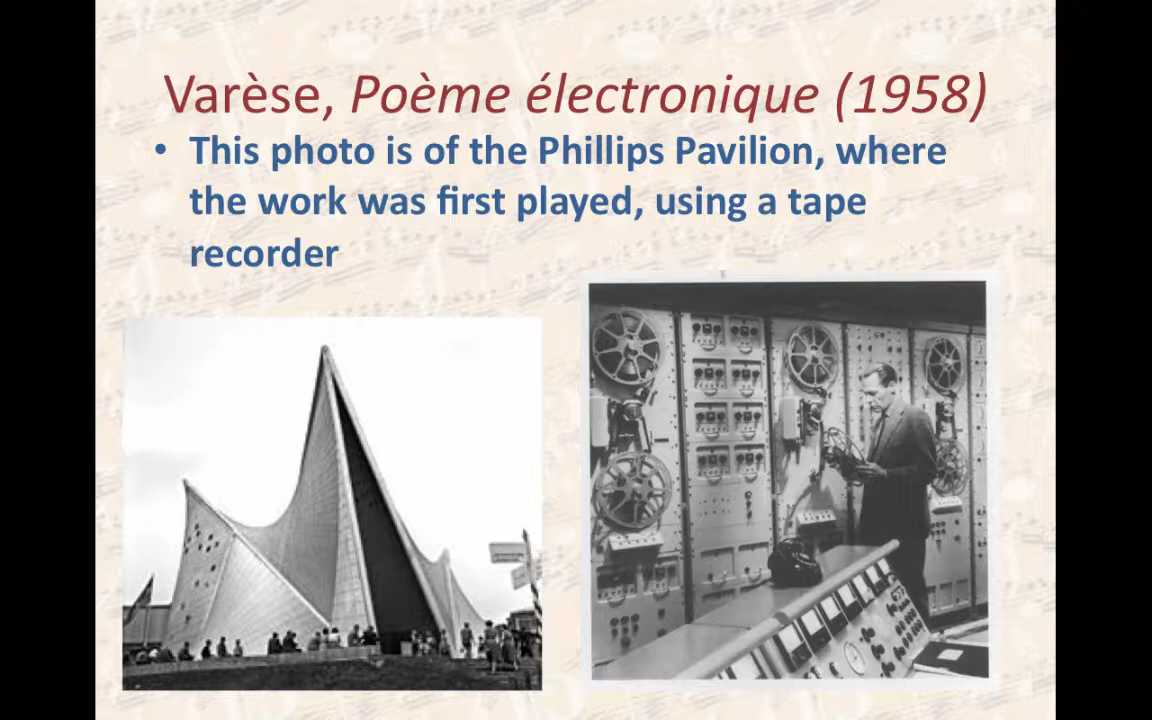 Varèse, Poème électronique (1958)
• This photo is of the Phillips Pavilion, where
the work was first played, using a tape
recorder